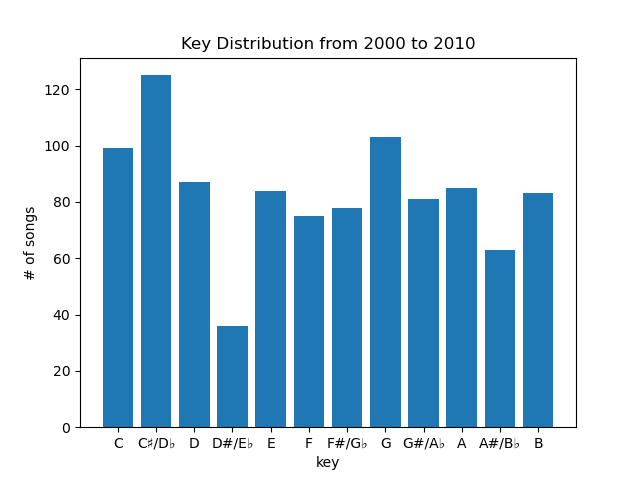 Key Distribution from 2000 to 2010
120
100
80
60
40
20
0
# of songs
C C♯/D♭ D D#/E♭ E F F#/G♭ G G#/A♭ A A#/B♭ B
key